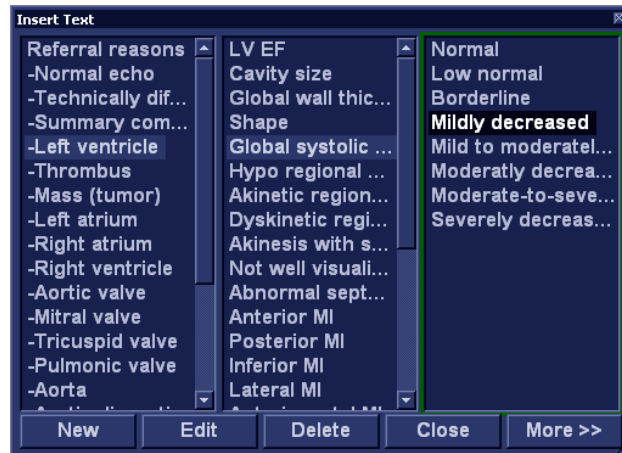 Insert Text
Referral reasons
-Normal echo
-Technically dif...
-Summary com...
-Left ventricle
-Thrombus
-Mass (tumor)
-Left atrium
-Right atrium
-Right ventricle
-Aortic valve
-Mitral valve
-Tricuspid valve
-Pulmonic valve
-Aorta
LV EF
Cavity size
Global wall thic...
Shape
Global systolic ...
Hypo regional ...
Akinetic region...
Dyskinetic regi...
Akinesis with s...
Not well visuali...
Abnormal sept...
Anterior MI
Posterior MI
Inferior MI
Lateral MI
Normal
Low normal
Borderline
Mildly decreased
Mild to moderatel...
Moderatly decrea...
Moderate-to-seve...
Severely decreas...
New Edit Delete Close More >>